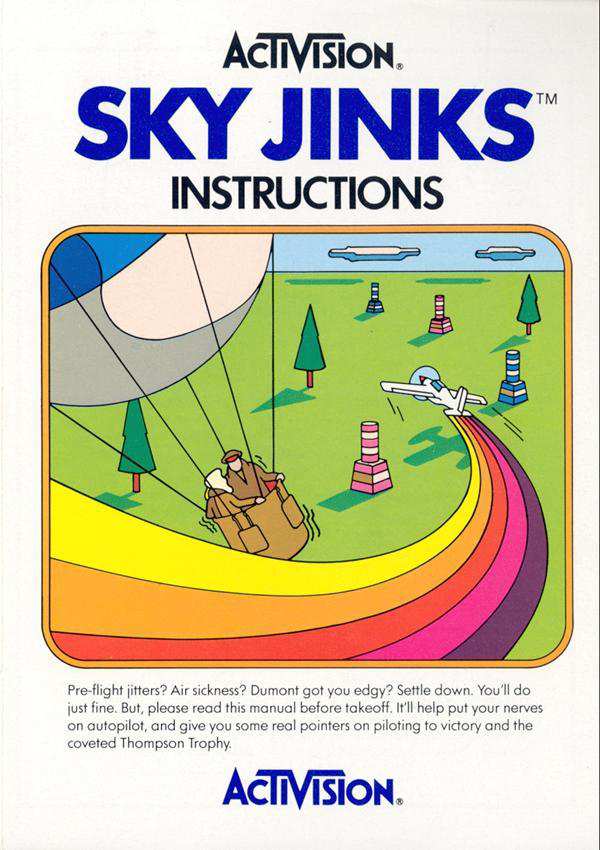 ACTIVISION®
SKY JINKS™
INSTRUCTIONS
Pre-flight jitters? Air sickness? Dumont got you edgy? Settle down. You'll do
just fine. But, please read this manual before takeoff. It'll help put your nerves
on autopilot, and give you some real pointers on piloting to victory and the
coveted Thompson Trophy.
ACTIVISION®